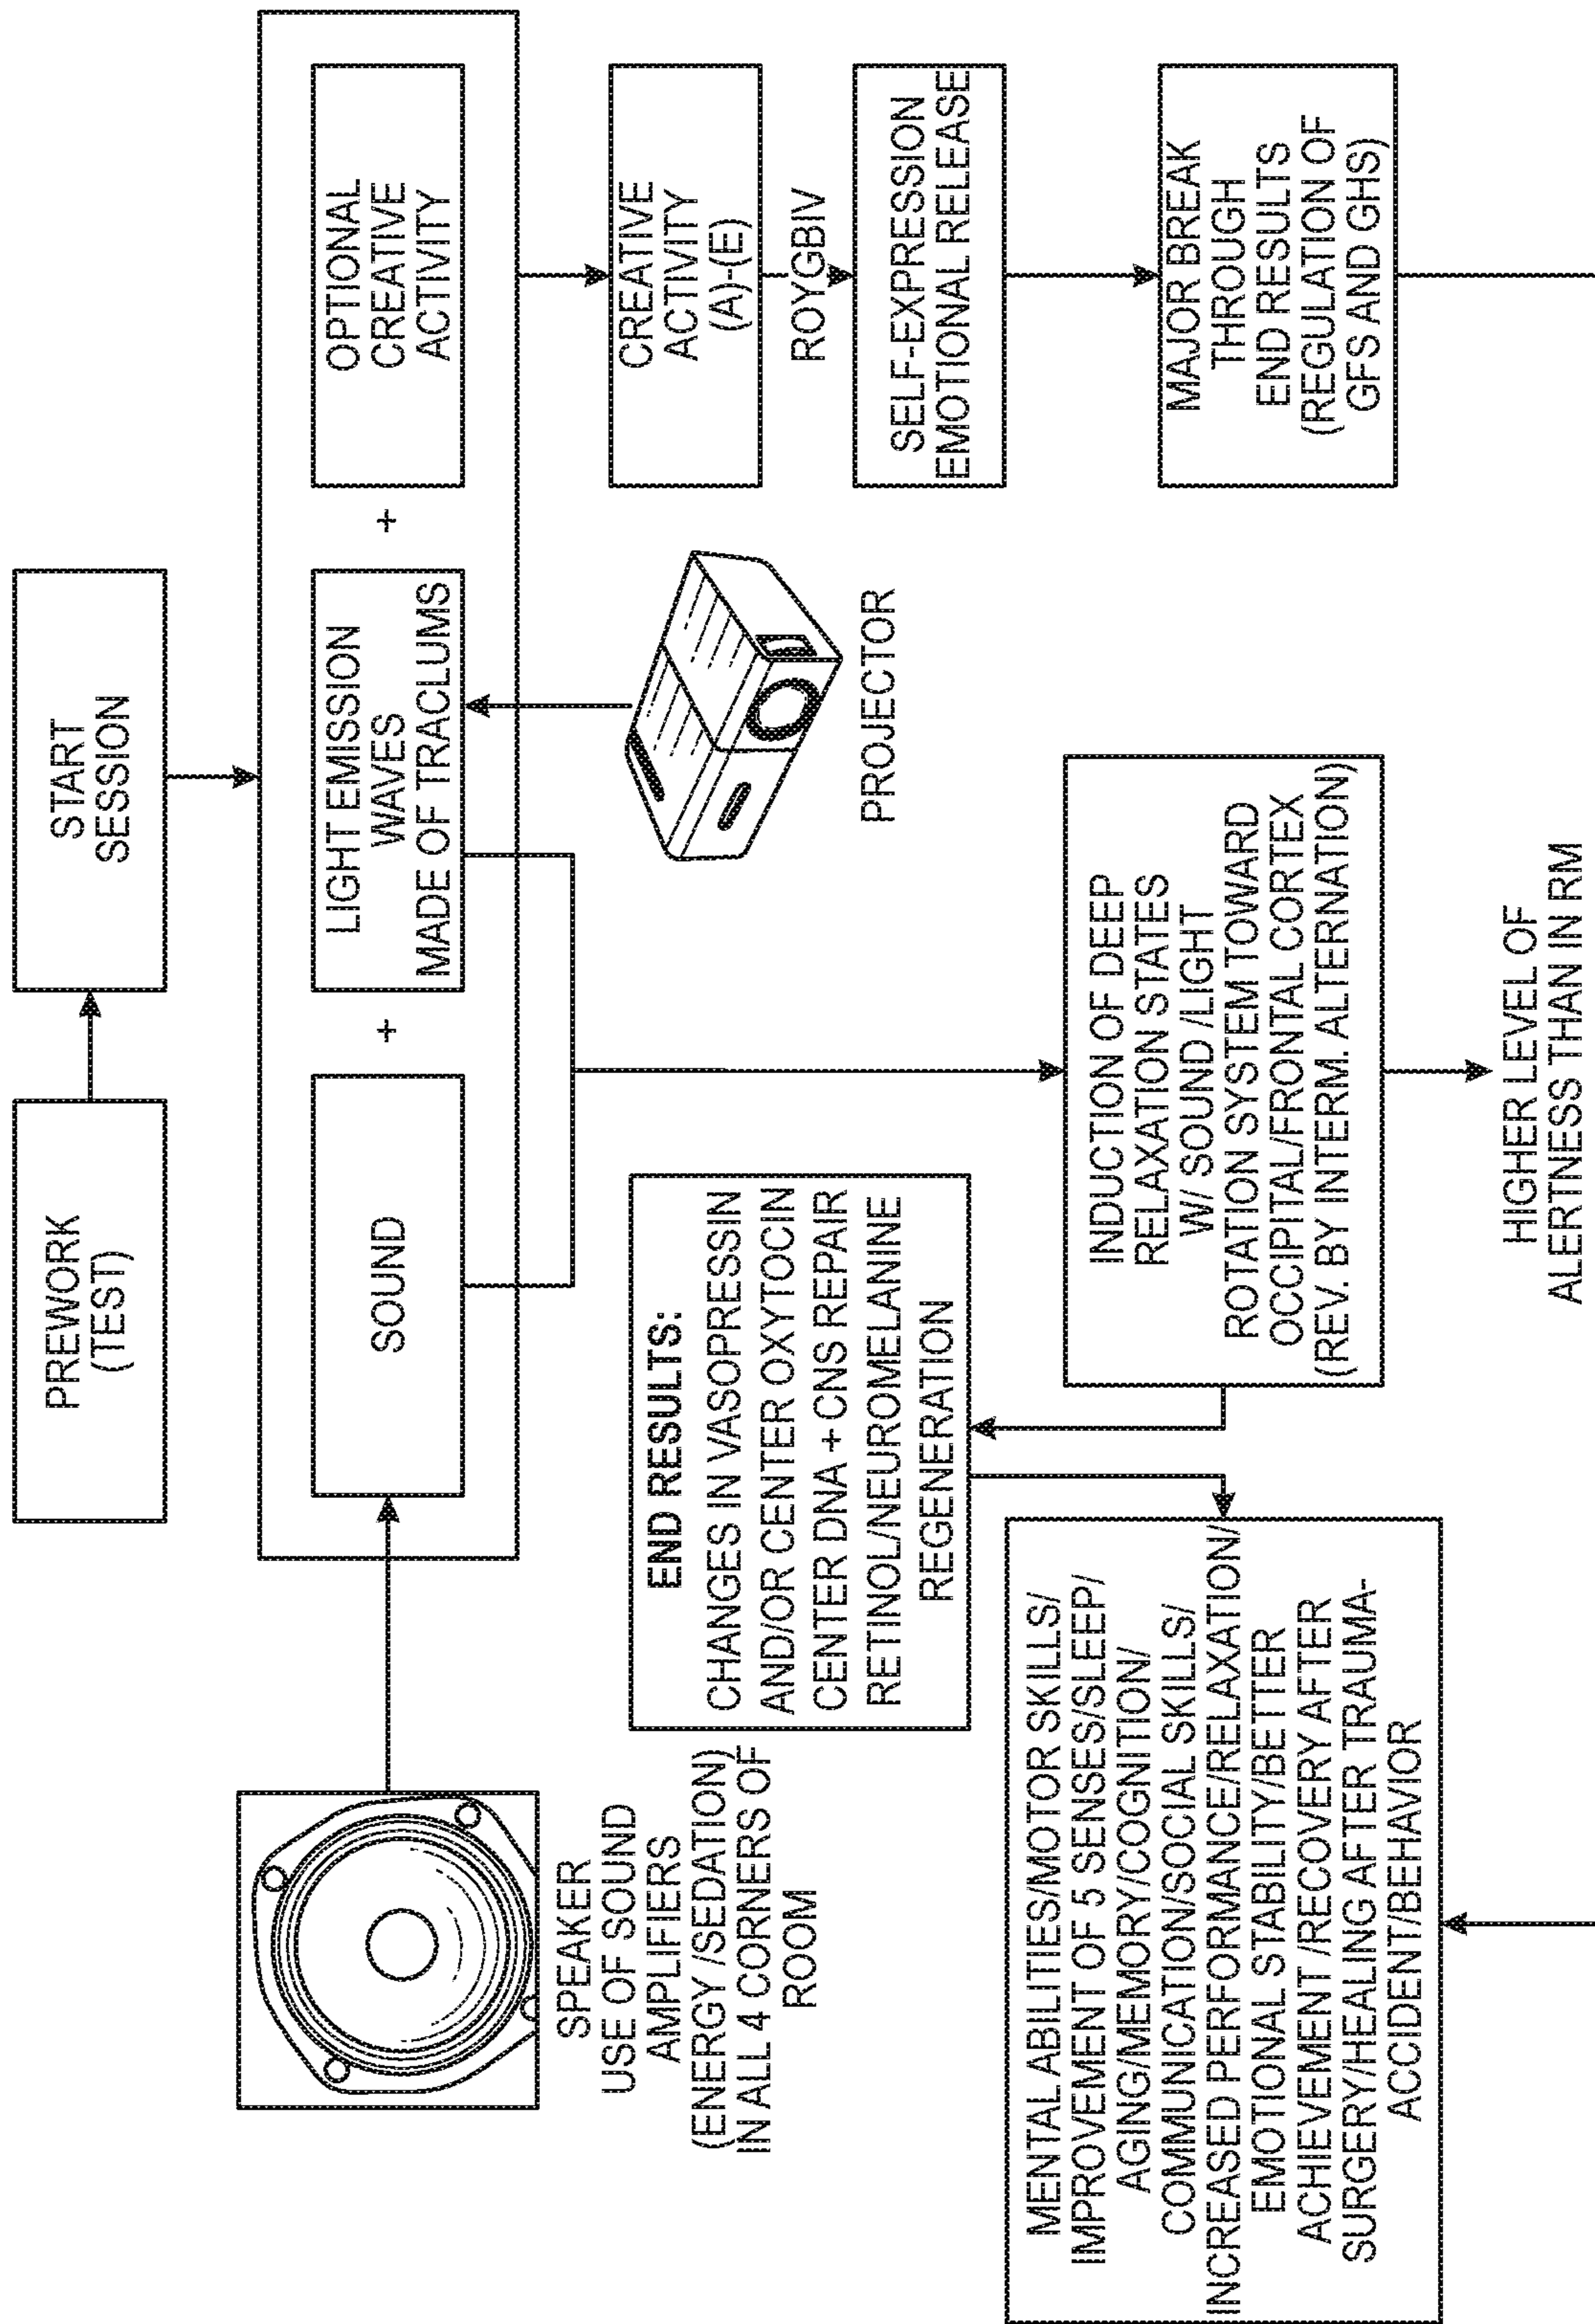 PREWORK
(TEST)
START
SESSION
SOUND
+
LIGHT EMISSION
WAVES
MADE OF TRACLUMS
+
OPTIONAL
CREATIVE
ACTIVITY
SPEAKER
USE OF SOUND
AMPLIFIERS
(ENERGY /SEDATION)
IN ALL 4 CORNERS OF
ROOM
PROJECTOR
CREATIVE
ACTIVITY
(A)-(E)
ROYGBIV
SELF-EXPRESSION
EMOTIONAL RELEASE
MAJOR BREAK
THROUGH
END RESULTS
(REGULATION OF
GFS AND GHS)
END RESULTS:
CHANGES IN VASOPRESSIN
AND/OR CENTER OXYTOCIN
CENTER DNA + CNS REPAIR
RETINOL/NEUROMELANINE
REGENERATION
INDUCTION OF DEEP
RELAXATION STATES
W/ SOUND /LIGHT
ROTATION SYSTEM TOWARD
OCCIPITAL/FRONTAL CORTEX
(REV. BY INTERM. ALTERNATION)
MENTAL ABILITIES/MOTOR SKILLS/
IMPROVEMENT OF 5 SENSES/SLEEP/
AGING/MEMORY/COGNITION/
COMMUNICATION/SOCIAL SKILLS/
INCREASED PERFORMANCE/RELAXATION/
EMOTIONAL STABILITY/BETTER
ACHIEVEMENT /RECOVERY AFTER
SURGERY/HEALING AFTER TRAUMA-
ACCIDENT/BEHAVIOR
HIGHER LEVEL OF
ALERTNESS THAN IN RM